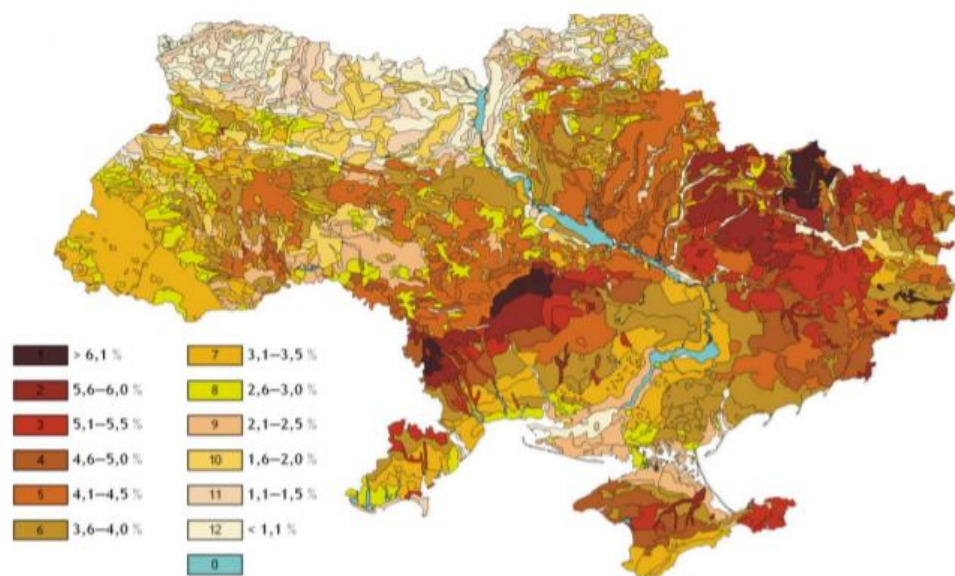 1 > 6,1 %
2 5,6–6,0 %
3 5,1–5,5 %
4 4,6–5,0 %
5 4,1–4,5 %
6 3,6–4,0 %
7 3,1–3,5 %
8 2,6–3,0 %
9 2,1–2,5 %
10 1,6–2,0 %
11 1,1–1,5 %
12 < 1,1 %
0